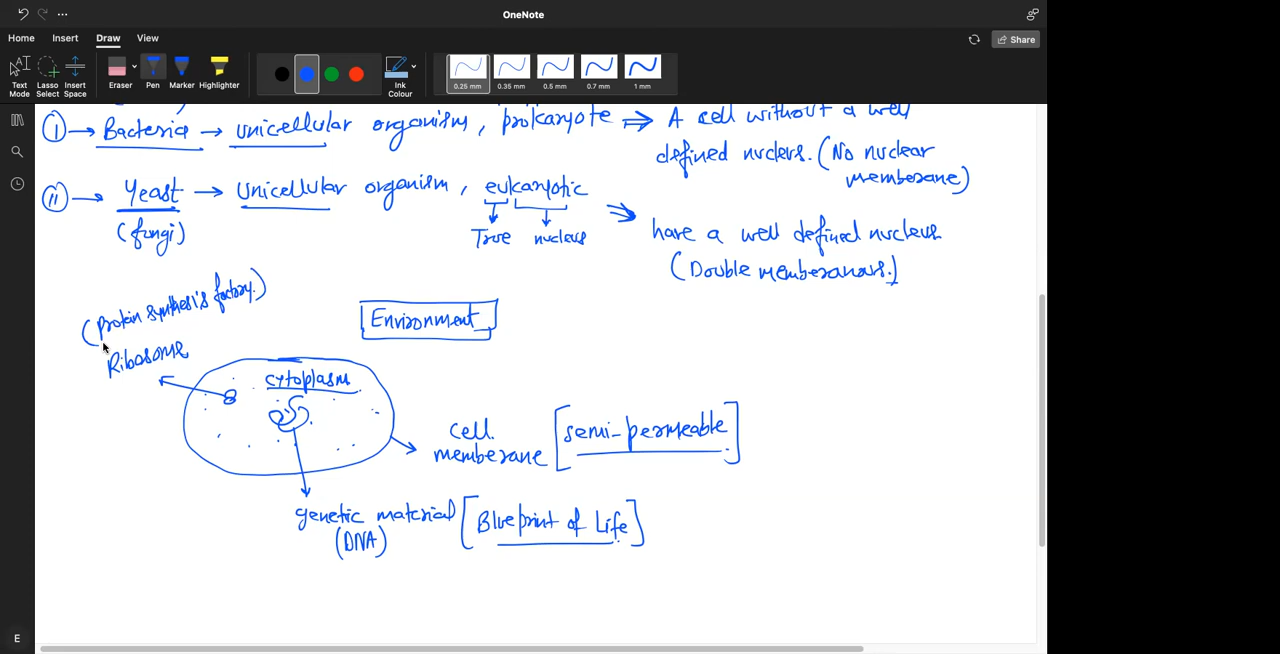 OneNote
Home Insert Draw View
Share
Text Mode
Lasso Select
Insert Space
Eraser
Pen
Marker
Highlighter
Ink Colour
0.25 mm
0.35 mm
0.5 mm
0.7 mm
1 mm
I → Bacteria → unicellular organism, prokaryote ⇒ A cell without a well
defined nucleus. (No nuclear
memberane)
II → Yeast → unicellular organism, eukaryotic
(fungi)
True nucleus
⇒ have a well defined nucleus
(Double memberanous.)
(Protein synthesis factory.)
Ribosome
Environment
cytoplasm
cell
memberane [semi-permeable]
genetic material [Blueprint of Life]
(DNA)
E